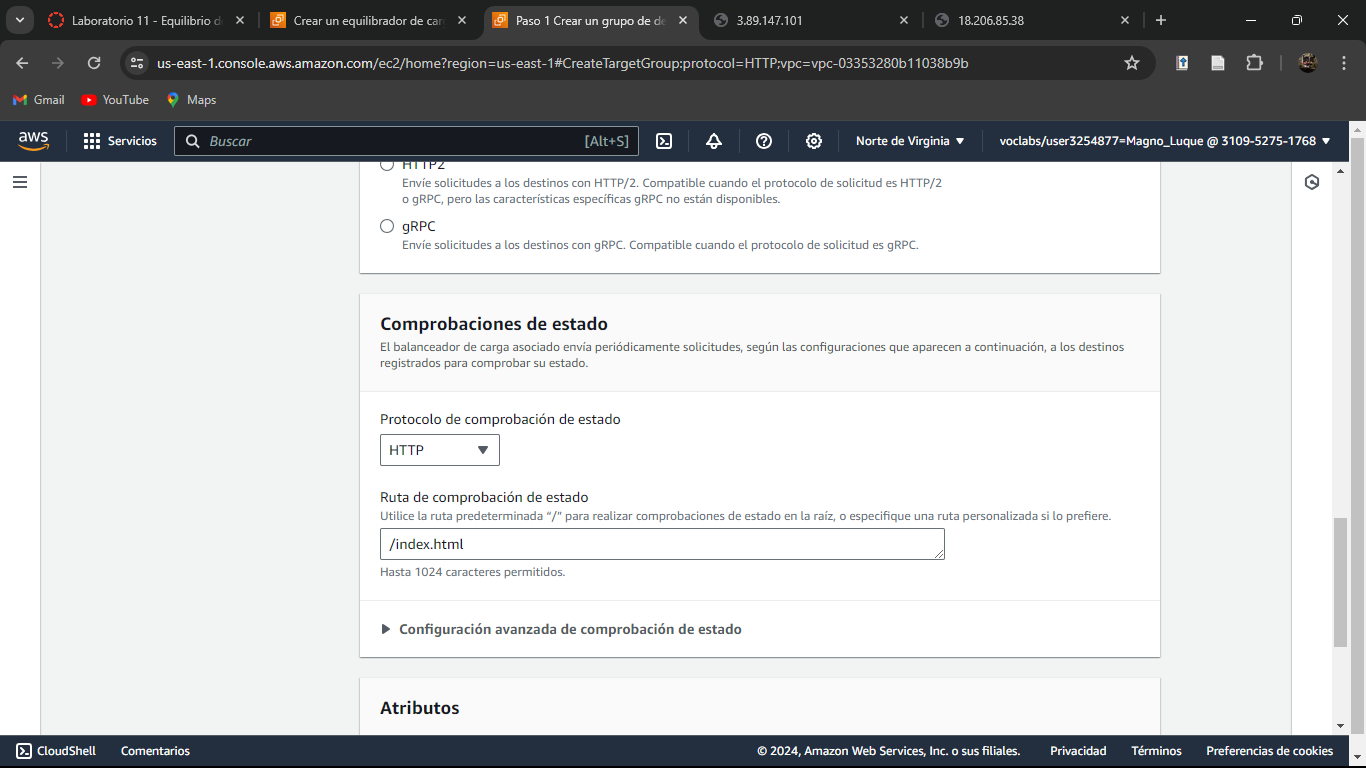 Laboratorio 11 - Equilibrio d
Crear un equilibrador de car
Paso 1 Crear un grupo de de
3.89.147.101
18.206.85.38
us-east-1.console.aws.amazon.com/ec2/home?region=us-east-1#CreateTargetGroup:protocol=HTTP;vpc=vpc-03353280b11038b9b
Gmail
YouTube
Maps
aws
Servicios
Buscar
[Alt+S]
Norte de Virginia
voclabs/user3254877=Magno_Luque @ 3109-5275-1768
HTTP2
Envíe solicitudes a los destinos con HTTP/2. Compatible cuando el protocolo de solicitud es HTTP/2
o gRPC, pero las características específicas gRPC no están disponibles.
gRPC
Envíe solicitudes a los destinos con gRPC. Compatible cuando el protocolo de solicitud es gRPC.
Comprobaciones de estado
El balanceador de carga asociado envía periódicamente solicitudes, según las configuraciones que aparecen a continuación, a los destinos
registrados para comprobar su estado.
Protocolo de comprobación de estado
HTTP
Ruta de comprobación de estado
Utilice la ruta predeterminada “/” para realizar comprobaciones de estado en la raíz, o especifique una ruta personalizada si lo prefiere.
/index.html
Hasta 1024 caracteres permitidos.
Configuración avanzada de comprobación de estado
Atributos
CloudShell
Comentarios
© 2024, Amazon Web Services, Inc. o sus filiales.
Privacidad
Términos
Preferencias de cookies